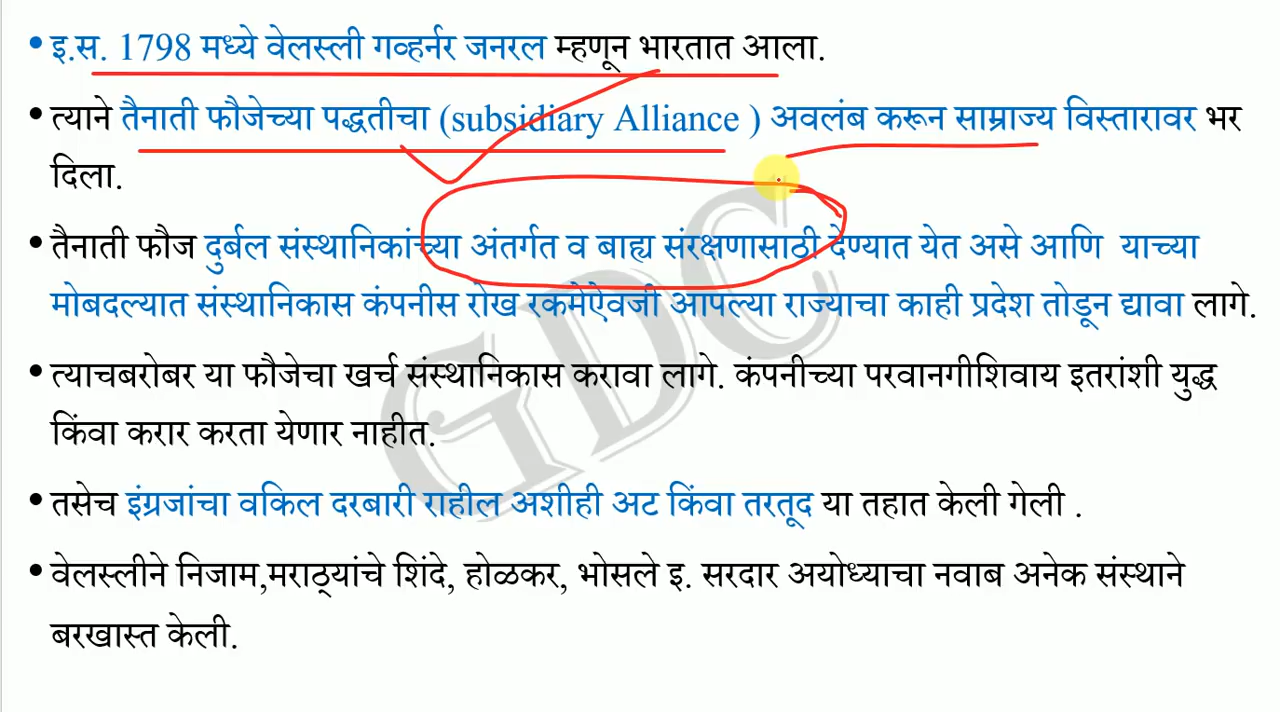 • इ.स. 1798 मध्ये वेलस्ली गव्हर्नर जनरल म्हणून भारतात आला.
• त्याने तैनाती फौजेच्या पद्धतीचा (subsidiary Alliance ) अवलंब करून साम्राज्य विस्तारावर भर
दिला.
• तैनाती फौज दुर्बल संस्थानिकांच्या अंतर्गत व बाह्य संरक्षणासाठी देण्यात येत असे आणि याच्या
मोबदल्यात संस्थानिकास कंपनीस रोख रकमेऐवजी आपल्या राज्याचा काही प्रदेश तोडून द्यावा लागे.
• त्याचबरोबर या फौजेचा खर्च संस्थानिकास करावा लागे. कंपनीच्या परवानगीशिवाय इतरांशी युद्ध
किंवा करार करता येणार नाहीत.
• तसेच इंग्रजांचा वकिल दरबारी राहील अशीही अट किंवा तरतूद या तहात केली गेली .
• वेलस्लीने निजाम,मराठ्यांचे शिंदे, होळकर, भोसले इ. सरदार अयोध्याचा नवाब अनेक संस्थाने
बरखास्त केली.
GDC